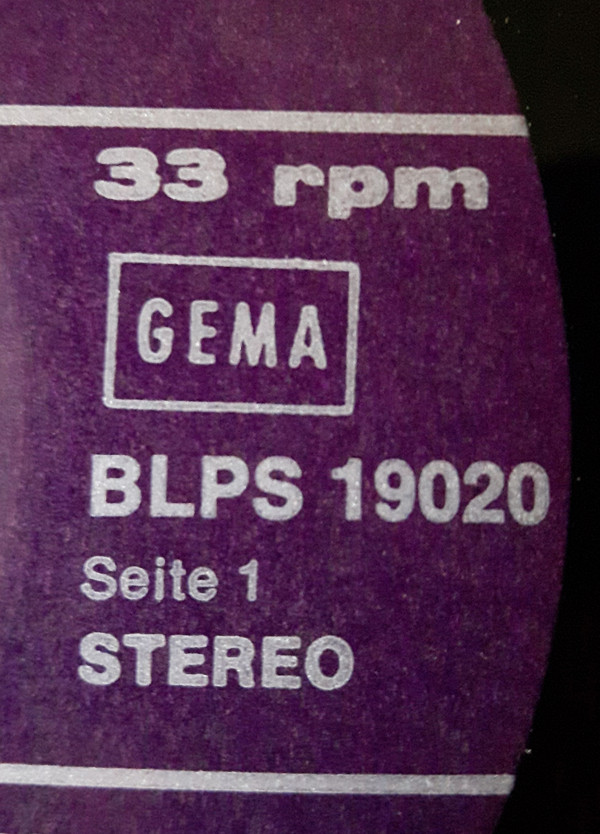 33 rpm
GEMA
BLPS 19020
Seite 1
STEREO